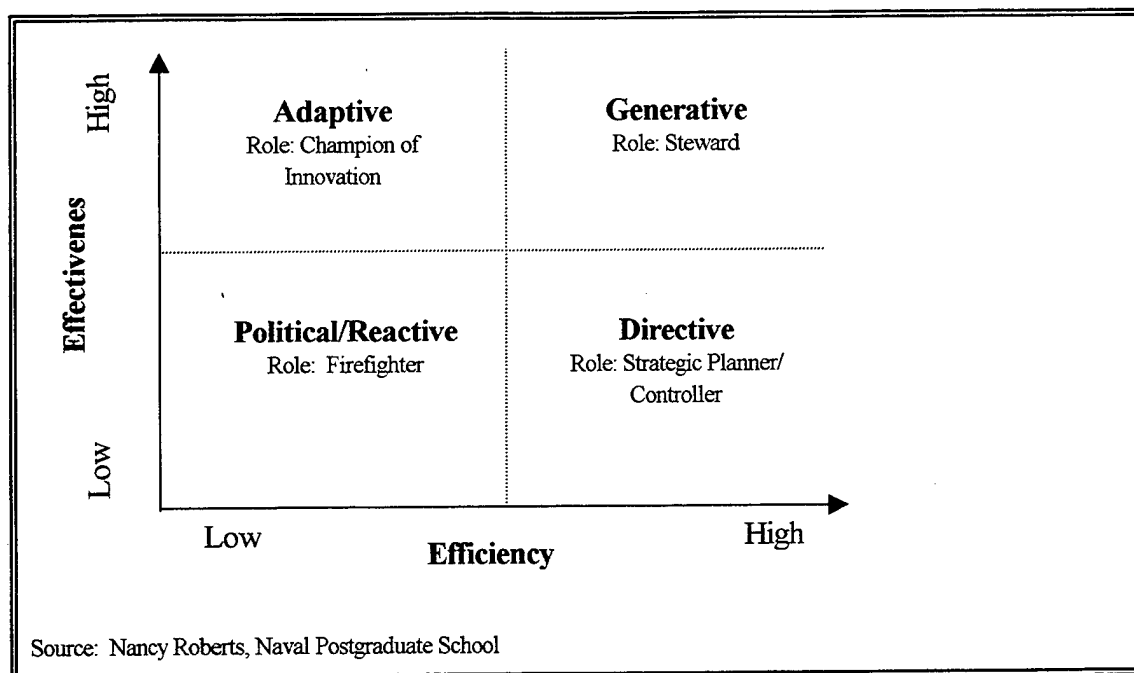 High
Effectivenes
Low
Adaptive
Role: Champion of
Innovation
Generative
Role: Steward
Political/Reactive
Role: Firefighter
Directive
Role: Strategic Planner/
Controller
Low
Efficiency
High
Source: Nancy Roberts, Naval Postgraduate School